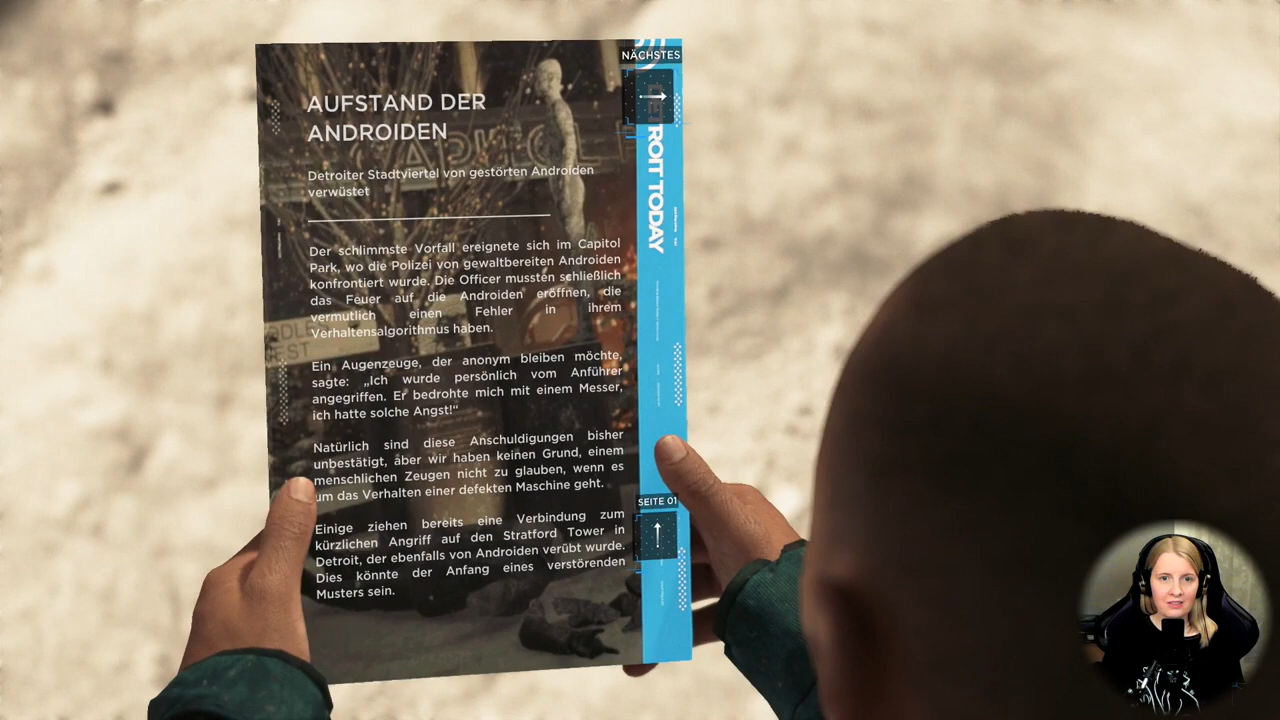 NÄCHSTES
AUFSTAND DER
ANDROIDEN
Detroiter Stadtviertel von gestörten Androiden
verwüstet
Der schlimmste Vorfall ereignete sich im Capitol
Park, wo die Polizei von gewaltbereiten Androiden
konfrontiert wurde. Die Officer mussten schließlich
das Feuer auf die Androiden eröffnen, die
vermutlich einen Fehler in ihrem
Verhaltensalgorithmus haben.
Ein Augenzeuge, der anonym bleiben möchte,
sagte: „Ich wurde persönlich vom Anführer
angegriffen. Er bedrohte mich mit einem Messer,
ich hatte solche Angst!“
Natürlich sind diese Anschuldigungen bisher
unbestätigt, aber wir haben keinen Grund, einem
menschlichen Zeugen nicht zu glauben, wenn es
um das Verhalten einer defekten Maschine geht.
Einige ziehen bereits eine Verbindung zum
kürzlichen Angriff auf den Stratford Tower in
Detroit, der ebenfalls von Androiden verübt wurde.
Dies könnte der Anfang eines verstörenden
Musters sein.
DETROIT TODAY
SEITE 01
CAPITOL